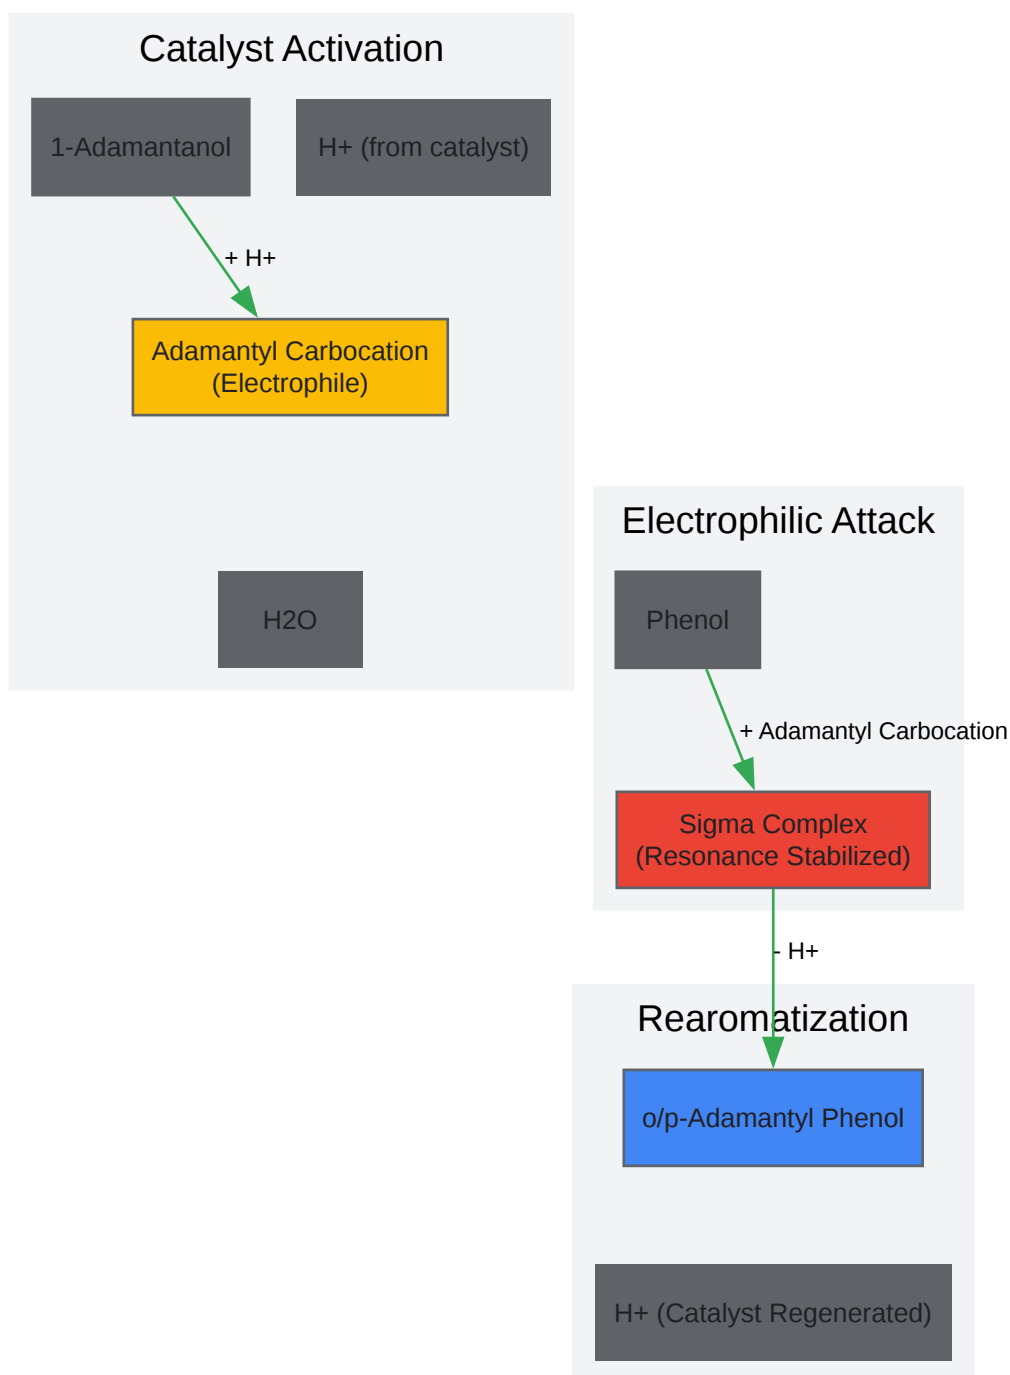 Catalyst Activation
1-Adamantanol
H+ (from catalyst)
+ H+
Adamantyl Carbocation
(Electrophile)
H2O
Electrophilic Attack
Phenol
+ Adamantyl Carbocation
Sigma Complex
(Resonance Stabilized)
- H+
Rearomatization
o/p-Adamantyl Phenol
H+ (Catalyst Regenerated)